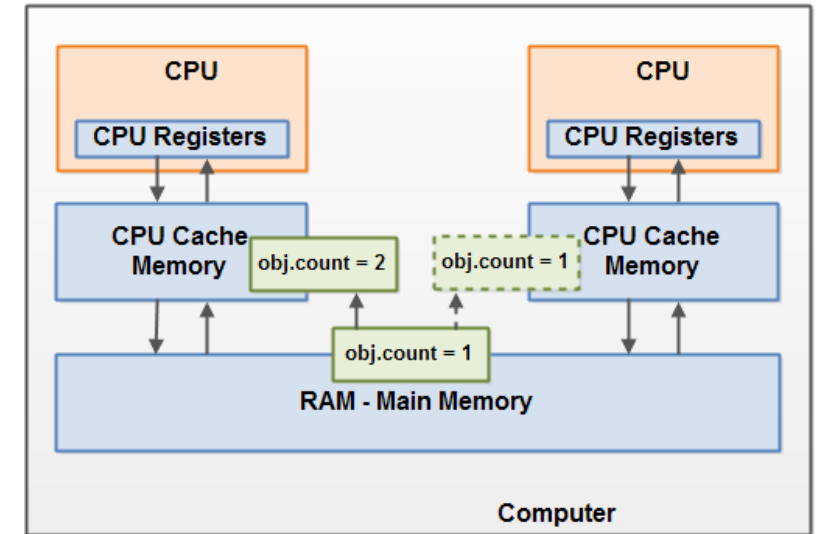 CPU
CPU
CPU Registers
CPU Registers
CPU Cache
Memory
obj.count = 2
obj.count = 1
CPU Cache
Memory
obj.count = 1
RAM - Main Memory
Computer